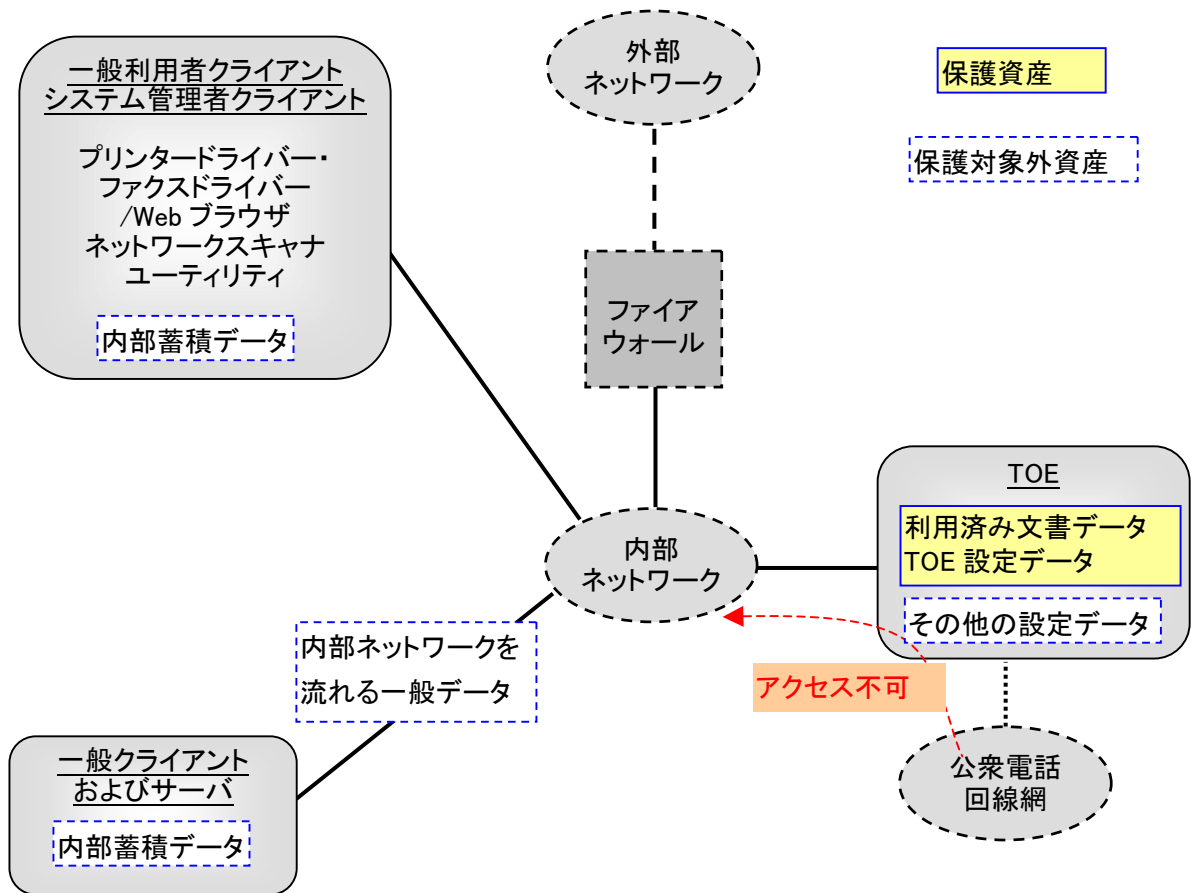 一般利用者クライアント
システム管理者クライアント
プリンタードライバー・
ファクスドライバー
/Web ブラウザ
ネットワークスキャナ
ユーティリティ
内部蓄積データ
外部
ネットワーク
保護資産
保護対象外資産
ファイア
ウォール
TOE
利用済み文書データ
TOE 設定データ
その他の設定データ
内部
ネットワーク
内部ネットワークを
流れる一般データ
アクセス不可
公衆電話
回線網
一般クライアント
およびサーバ
内部蓄積データ